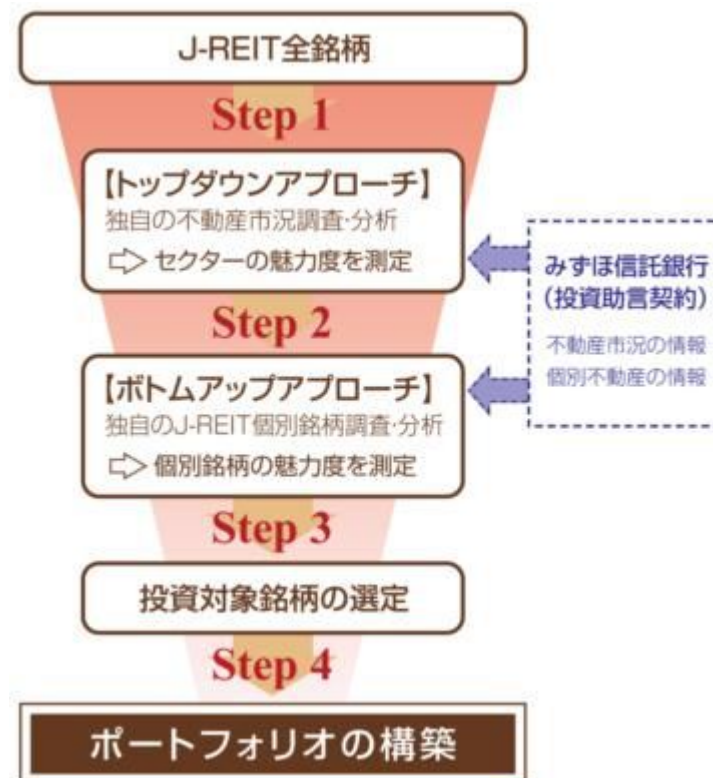 J-REIT全銘柄
Step 1
【トップダウンアプローチ】
独自の不動産市況調査·分析
⇨ セクターの魅力度を測定
みずほ信託銀行
（投資助言契約）
不動産市況の情報
個別不動産の情報
Step 2
【ボトムアップアプローチ】
独自のJ-REIT個別銘柄調査·分析
⇨ 個別銘柄の魅力度を測定
Step 3
投資対象銘柄の選定
Step 4
ポートフォリオの構築